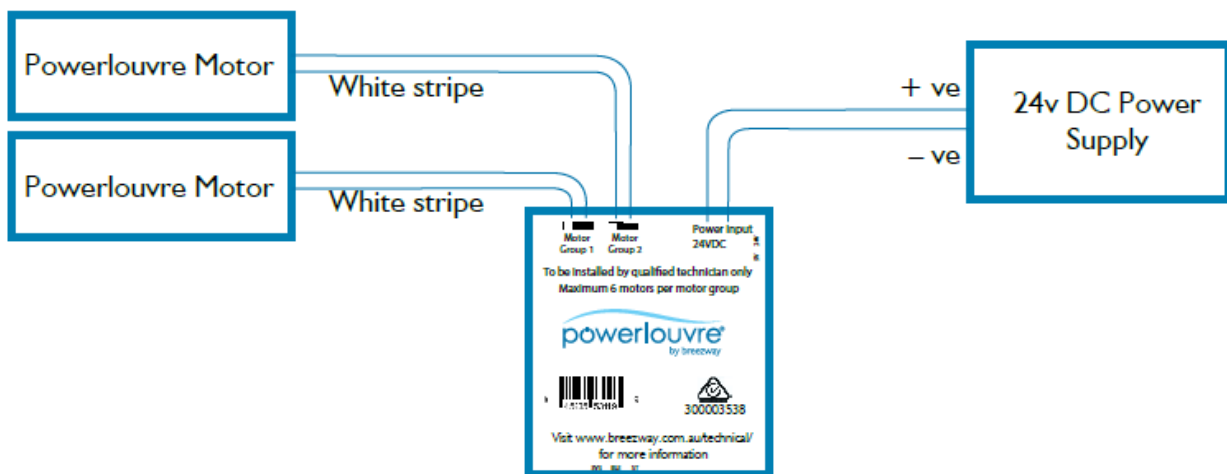 Powerlouvre Motor
White stripe
Powerlouvre Motor
White stripe
+ ve
– ve
24v DC Power
Supply
Motor
Group 1
Motor
Group 2
Power Input
24VDC
To be installed by qualified technician only
Maximum 6 motors per motor group
powerlouvre®
by breezway
300003538
Visit www.breezway.com.au/technical/
for more information